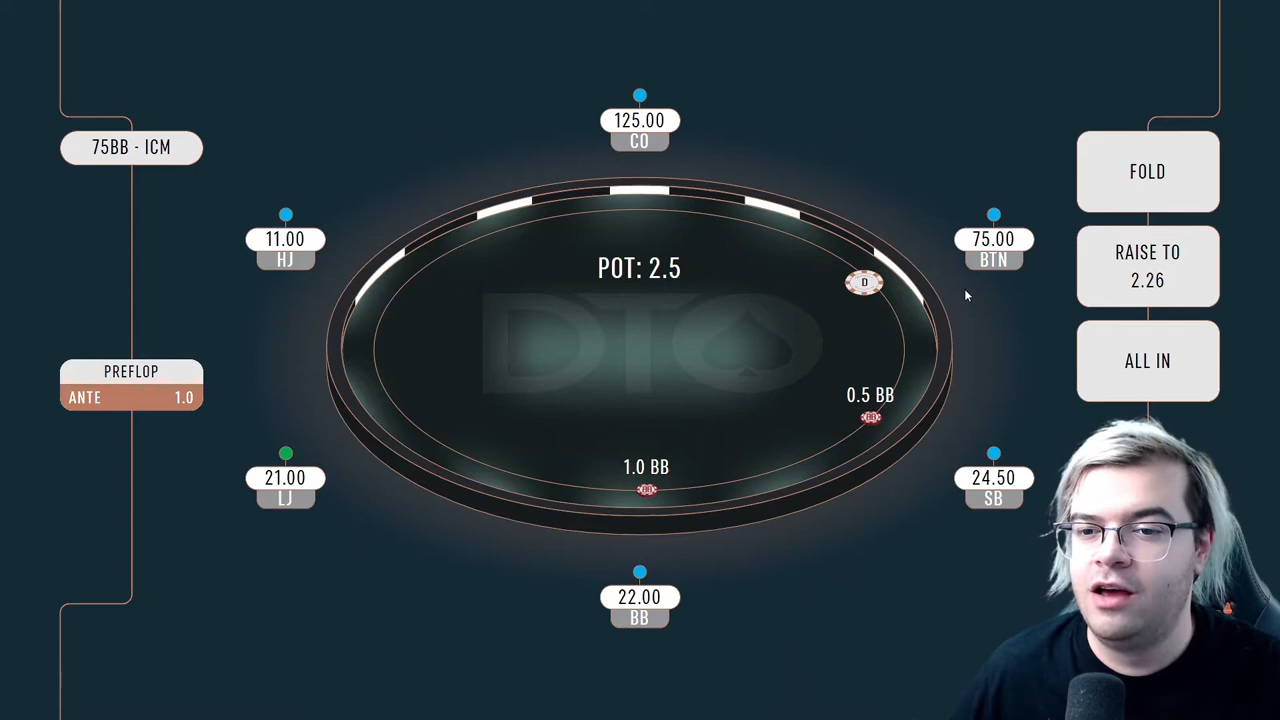 125.00
CO
75BB - ICM
11.00
HJ
POT: 2.5
D
75.00
BTN
FOLD
RAISE TO
2.26
ALL IN
DTO
PREFLOP
ANTE 1.0
0.5 BB
1.0 BB
21.00
LJ
24.50
SB
22.00
BB